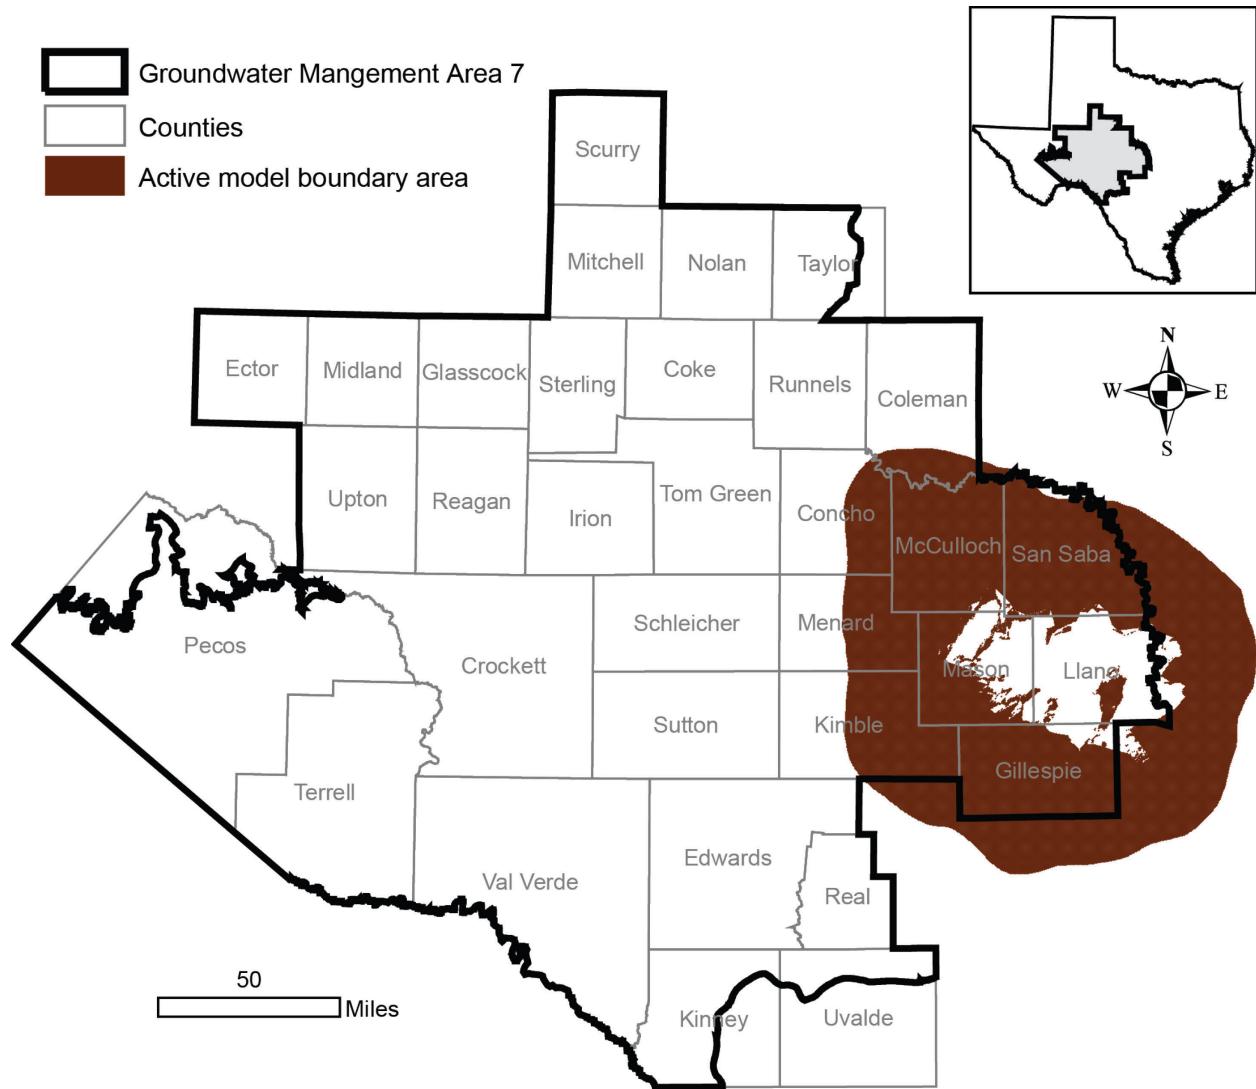 Groundwater Mangement Area 7
Counties
Active model boundary area
Scurry
Mitchell
Nolan
Taylor
Ector
Midland
Glasscock
Sterling
Coke
Runnels
Coleman
N
W
E
S
Upton
Reagan
Irion
Tom Green
Concho
McCulloch
San Saba
Pecos
Crockett
Schleicher
Menard
Mason
Llano
Sutton
Kimble
Terrell
Gillespie
Val Verde
Edwards
Real
50
Miles
Kinney
Uvalde